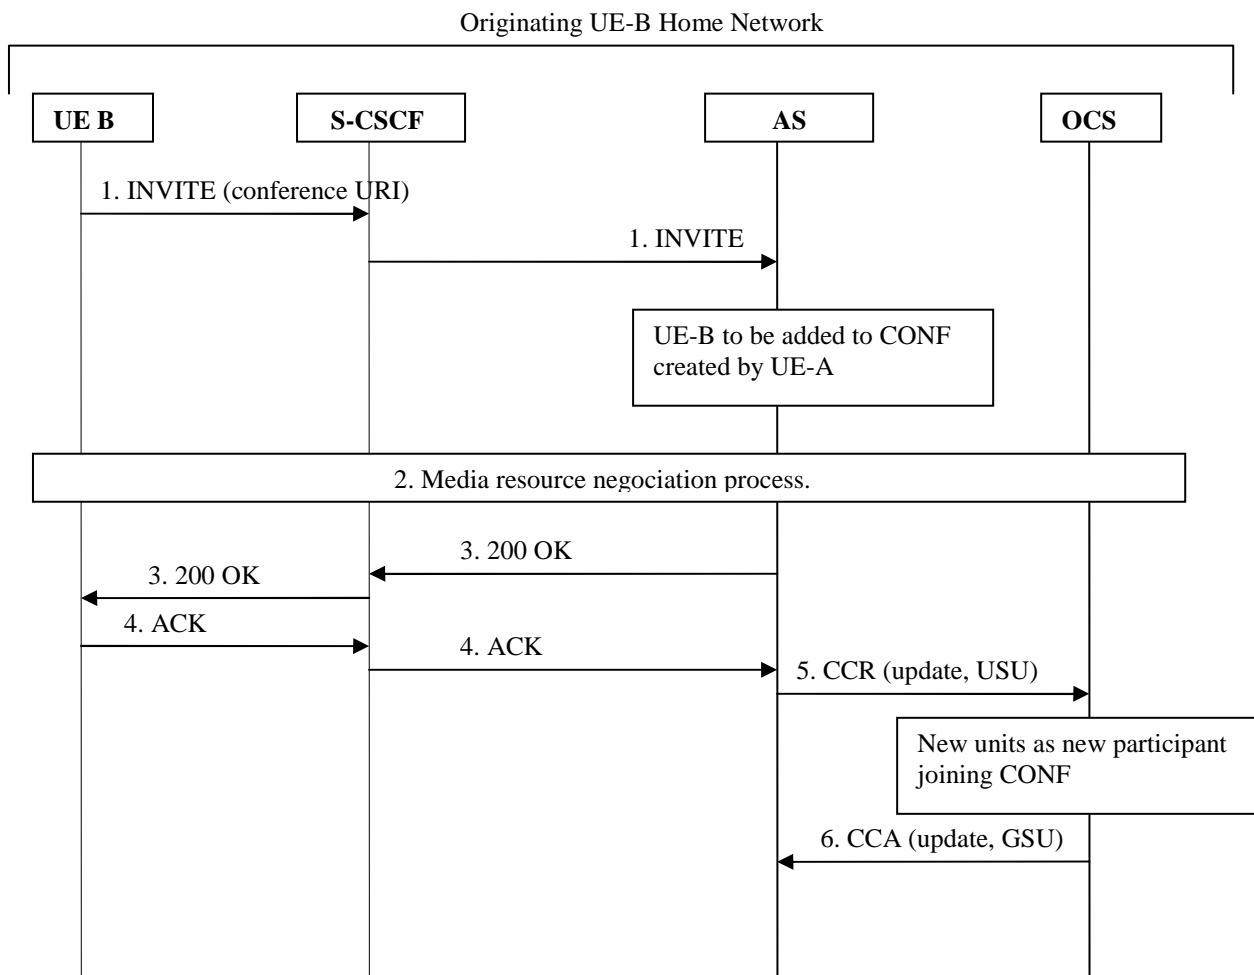 Originating UE-B Home Network
UE B
S-CSCF
AS
OCS
1. INVITE (conference URI)
1. INVITE
UE-B to be added to CONF
created by UE-A
2. Media resource negociation process.
3. 200 OK
3. 200 OK
4. ACK
4. ACK
5. CCR (update, USU)
New units as new participant
joining CONF
6. CCA (update, GSU)